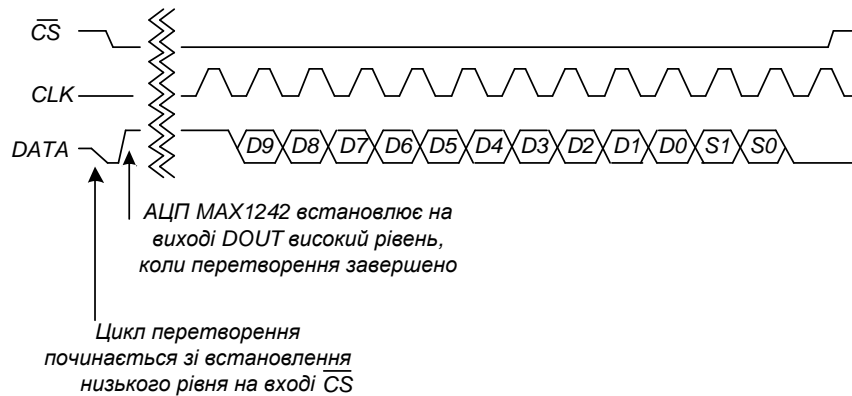 CS
CLK
DATA D9 D8 D7 D6 D5 D4 D3 D2 D1 D0 S1 S0
АЦП MAX1242 встановлює на
виході DOUT високий рівень,
коли перетворення завершено
Цикл перетворення
починається зі встановлення
низького рівня на вході CS